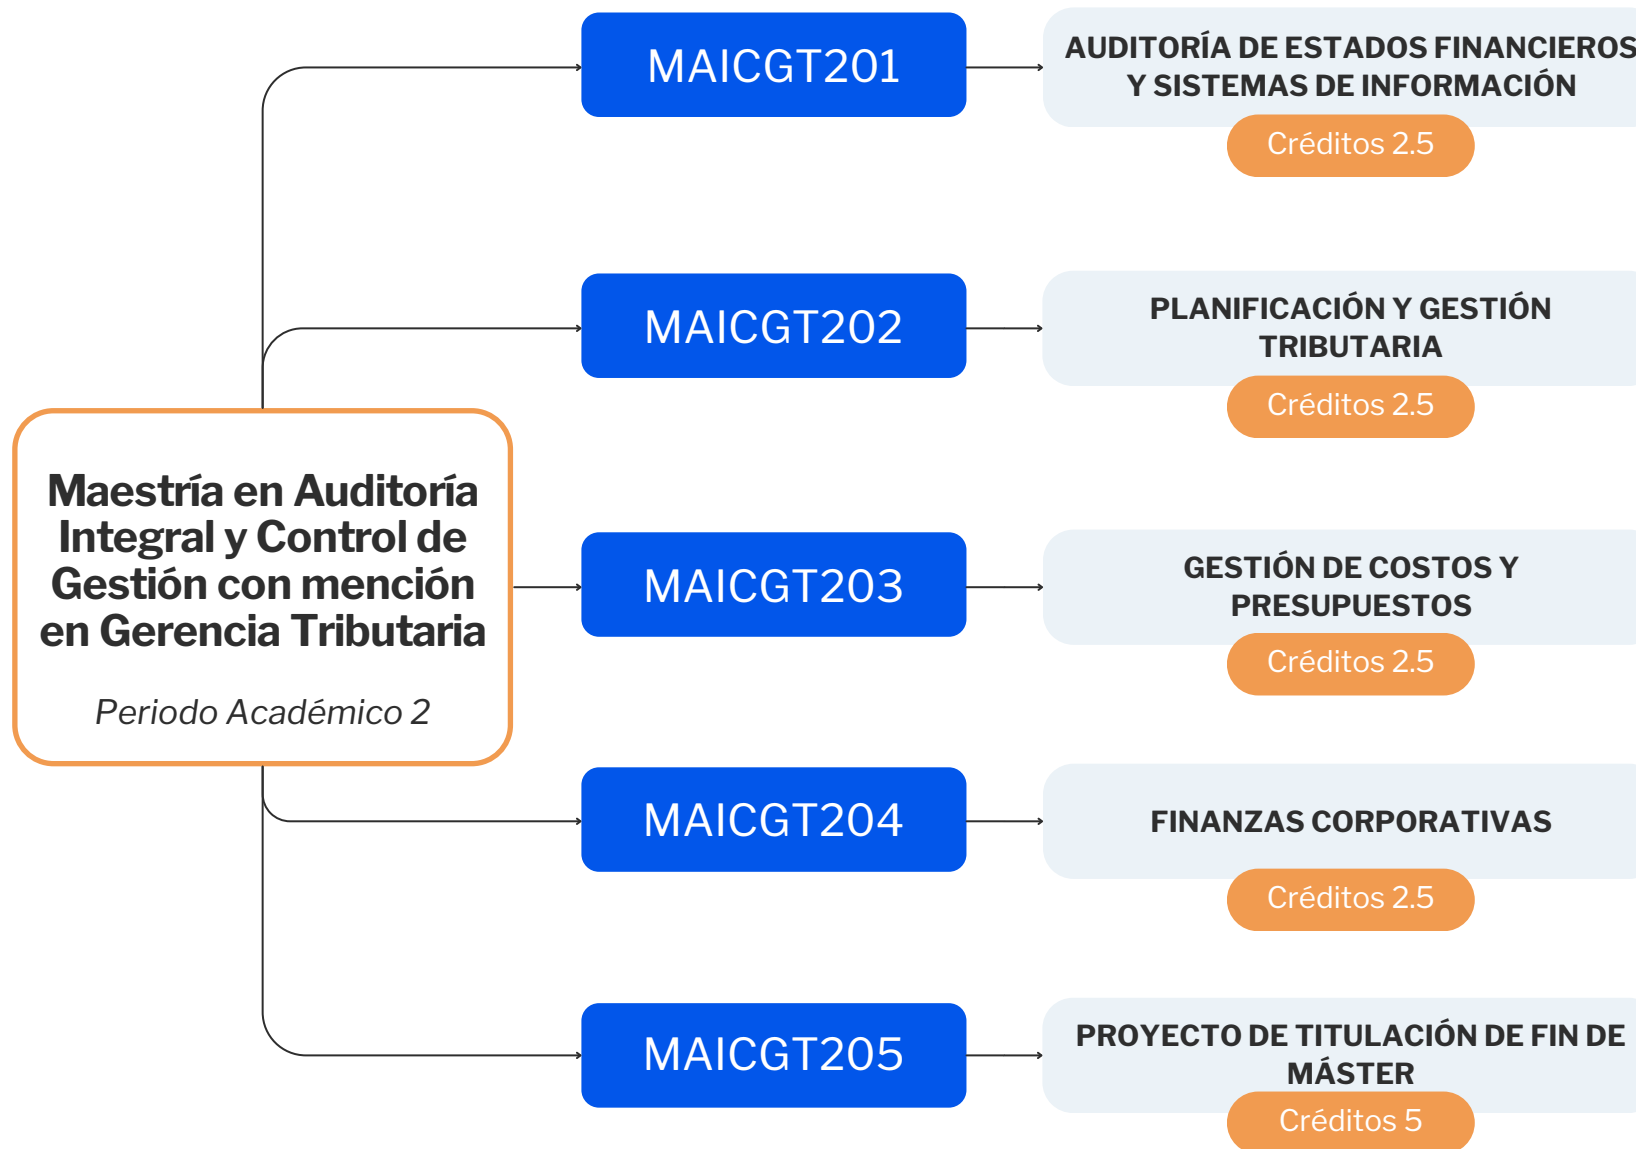 MAICGT201
AUDITORÍA DE ESTADOS FINANCIEROS
Y SISTEMAS DE INFORMACIÓN
Créditos 2.5
MAICGT202
PLANIFICACIÓN Y GESTIÓN
TRIBUTARIA
Créditos 2.5
Maestría en Auditoría
Integral y Control de
Gestión con mención
en Gerencia Tributaria
Periodo Académico 2
MAICGT203
GESTIÓN DE COSTOS Y
PRESUPUESTOS
Créditos 2.5
MAICGT204
FINANZAS CORPORATIVAS
Créditos 2.5
MAICGT205
PROYECTO DE TITULACIÓN DE FIN DE
MÁSTER
Créditos 5